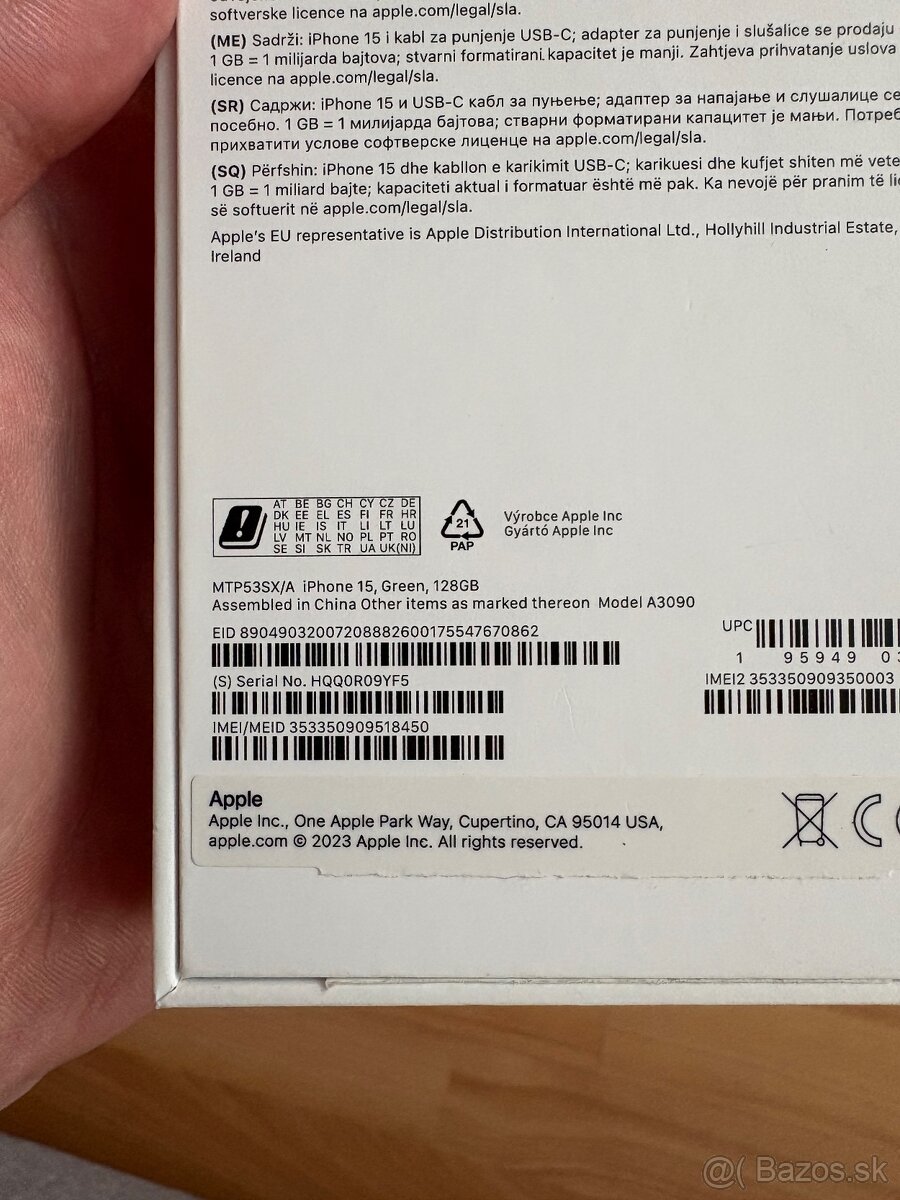 softverske licence na apple.com/legal/sla.
(ME) Sadrži: iPhone 15 i kabl za punjenje USB-C; adapter za punjenje i slušalice se prodaju
1 GB = 1 milijarda bajtova; stvarni formatirani kapacitet je manji. Zahtjeva prihvatanje uslova
licence na apple.com/legal/sla.
(SR) Садржи: iPhone 15 и USB-C кабл за пуњење; адаптер за напајање и слушалице се
посебно. 1 GB = 1 милијарда бајтова; стварни форматирани капацитет је мањи.
прихватити услове софтверске лиценце на apple.com/legal/sla.
(SQ) Përfshin: iPhone 15 dhe kabllon e karikimit USB-C; karikuesi dhe kufjet shiten më vete
1 GB = 1 miliard bajte; kapaciteti aktual i formatuar është më pak. Ka nevojë për pranim të
së softuerit në apple.com/legal/sla.
Apple's EU representative is Apple Distribution International Ltd., Hollyhill Industrial Estate,
Ireland
AT BE BG CH CY CZ DE
DK EE EL ES FI FR HR
HU IE IS IT LI LT LU
LV MT NL NO PL PT RO
SE SI SK TR UA UK(NI)
21
PAP
Výrobce Apple Inc
Gyártó Apple Inc
MTP53SX/A iPhone 15, Green, 128GB
Assembled in China Other items as marked thereon Model A3090
EID 89049032007208882600175547670862
UPC
1 95949 03
(S) Serial No. HQQ0R09YF5
IMEI2 353350909350003
IMEI/MEID 353350909518450
Apple
Apple Inc., One Apple Park Way, Cupertino, CA 95014 USA,
apple.com © 2023 Apple Inc. All rights reserved.
@( Bazos.sk